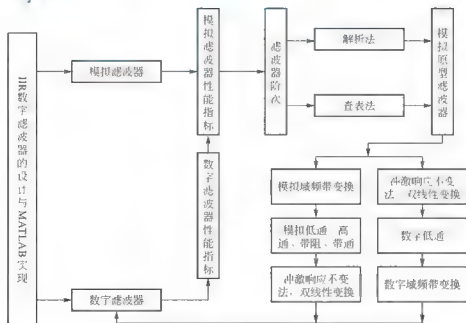 IIR数字滤波器的设计与MATLAB实现
模拟滤波器
数字滤波器
模拟滤波器性能指标
数字滤波器性能指标
滤波器阶次
解析法
查表法
模拟原型滤波器
模拟域频带变换
模拟低通、高
通、带阻、带通
冲激响应不变
法，双线性变换
冲激响应不变
法，双线性变换
数字低通
数字域频带变换